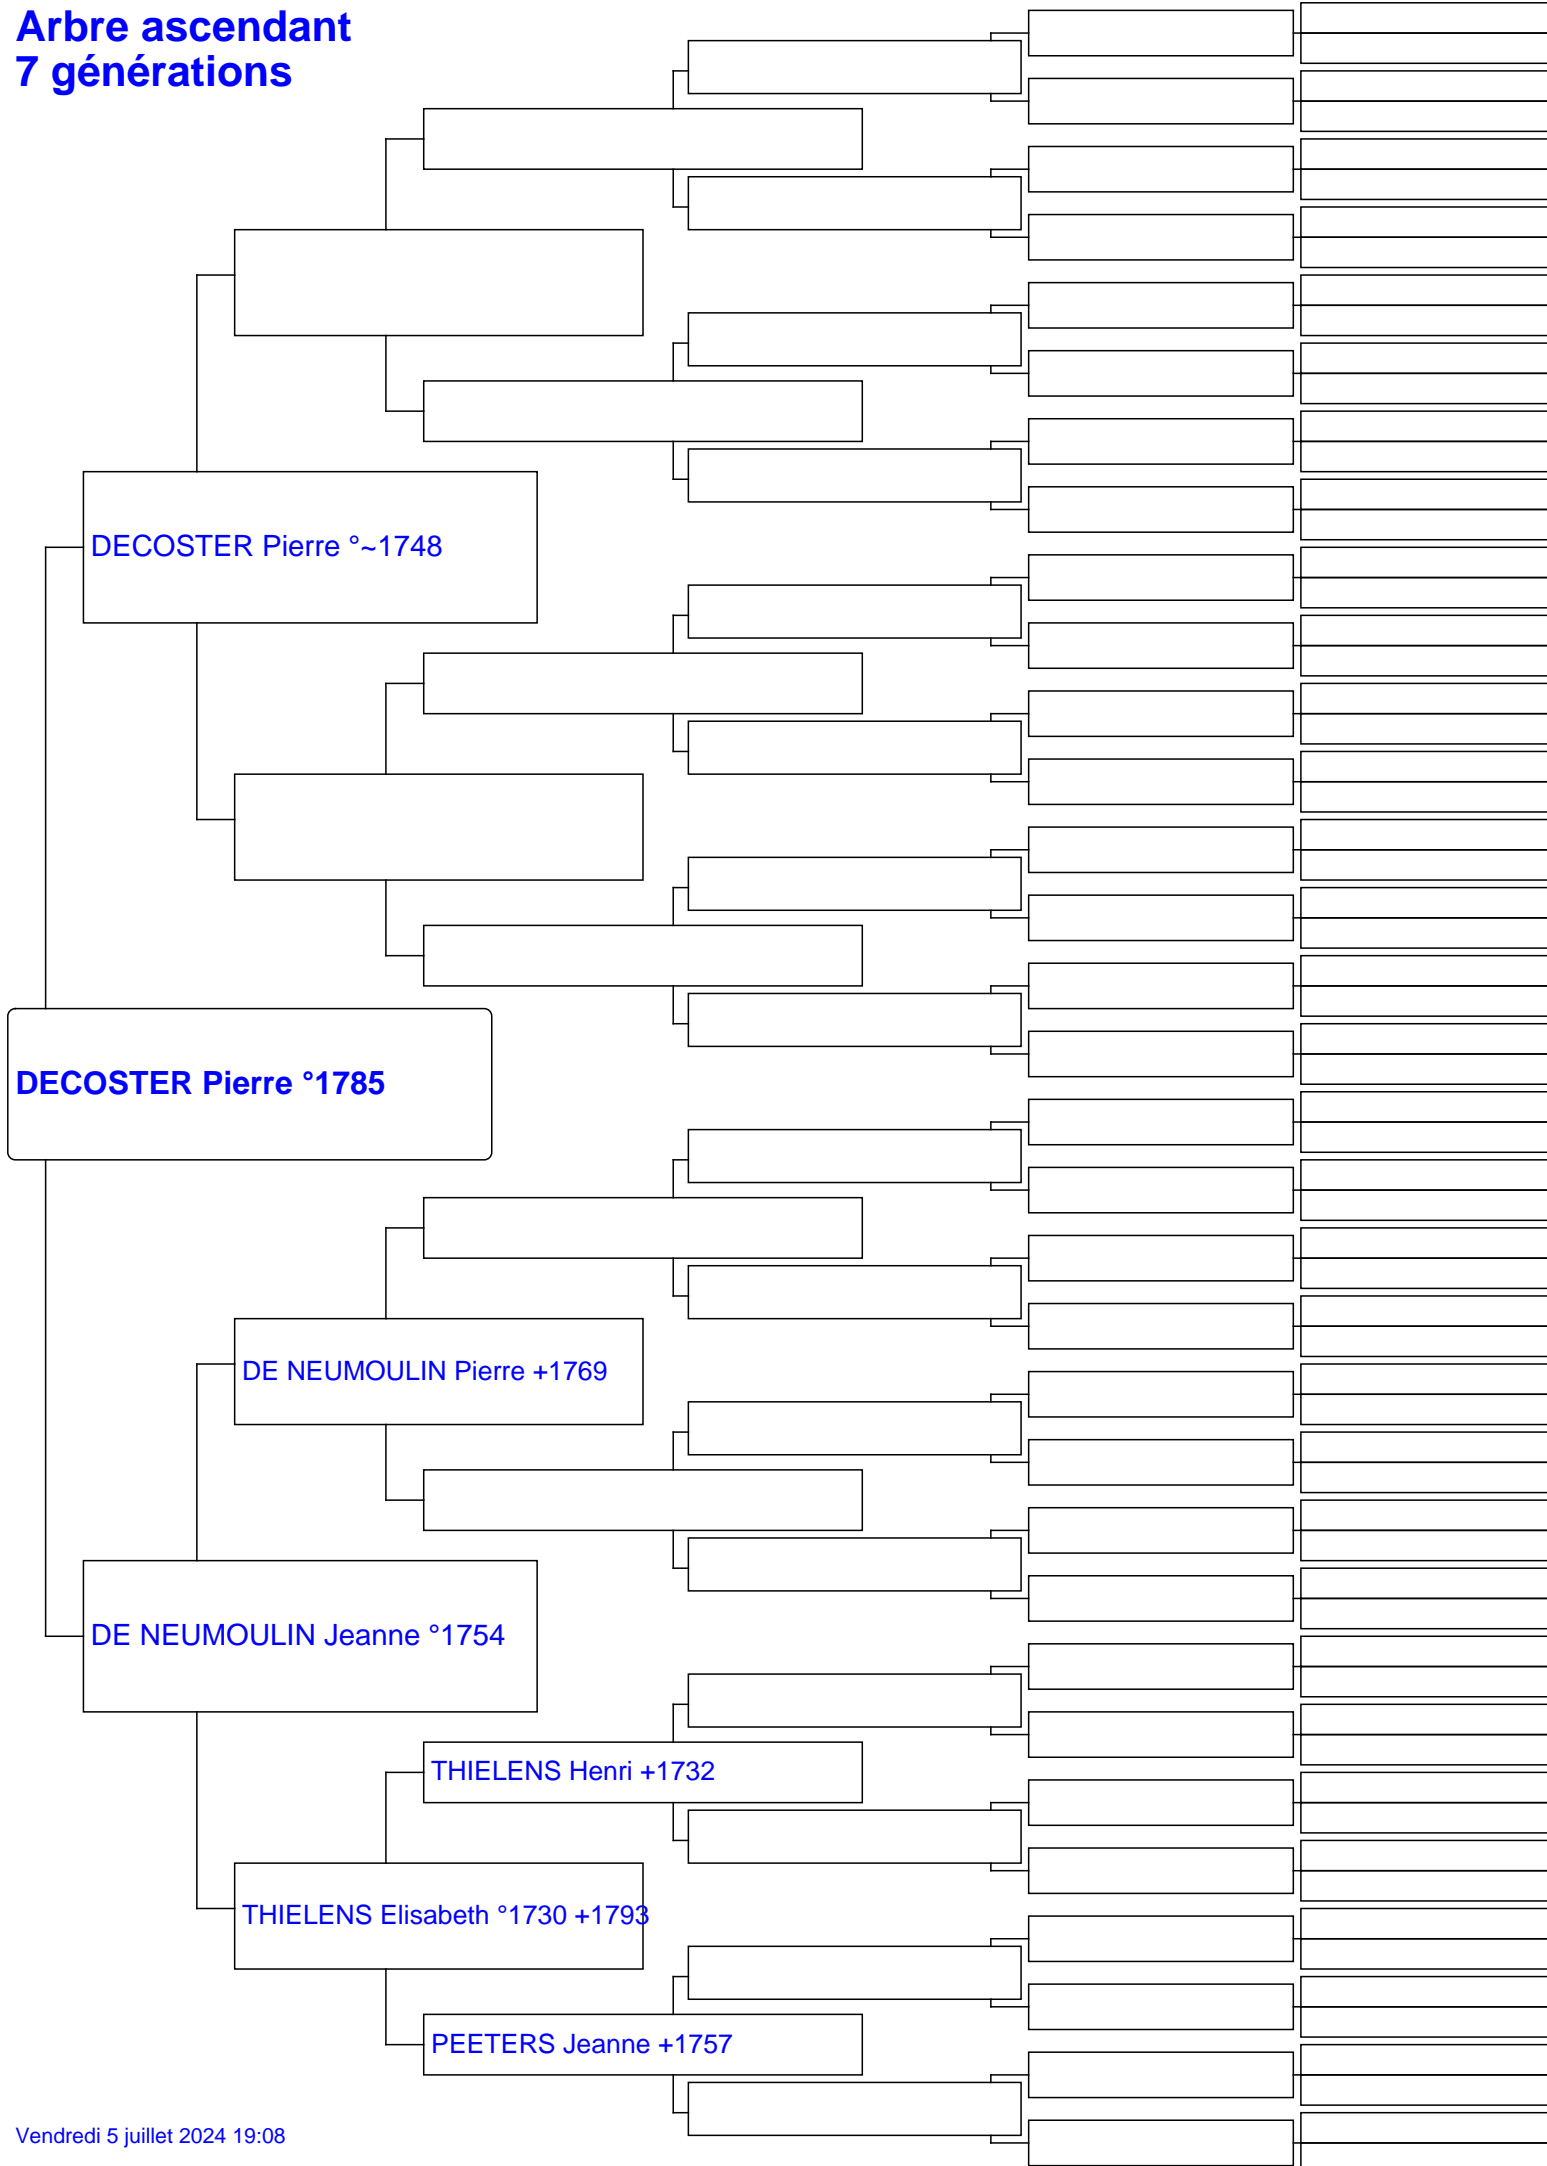 Arbre ascendant
7 générations
DECOSTER Pierre °~1748
DECOSTER Pierre °1785
DE NEUMOULIN Pierre +1769
DE NEUMOULIN Jeanne °1754
THIELENS Henri +1732
THIELENS Elisabeth °1730 +1793
PEETERS Jeanne +1757
Vendredi 5 juillet 2024 19:08